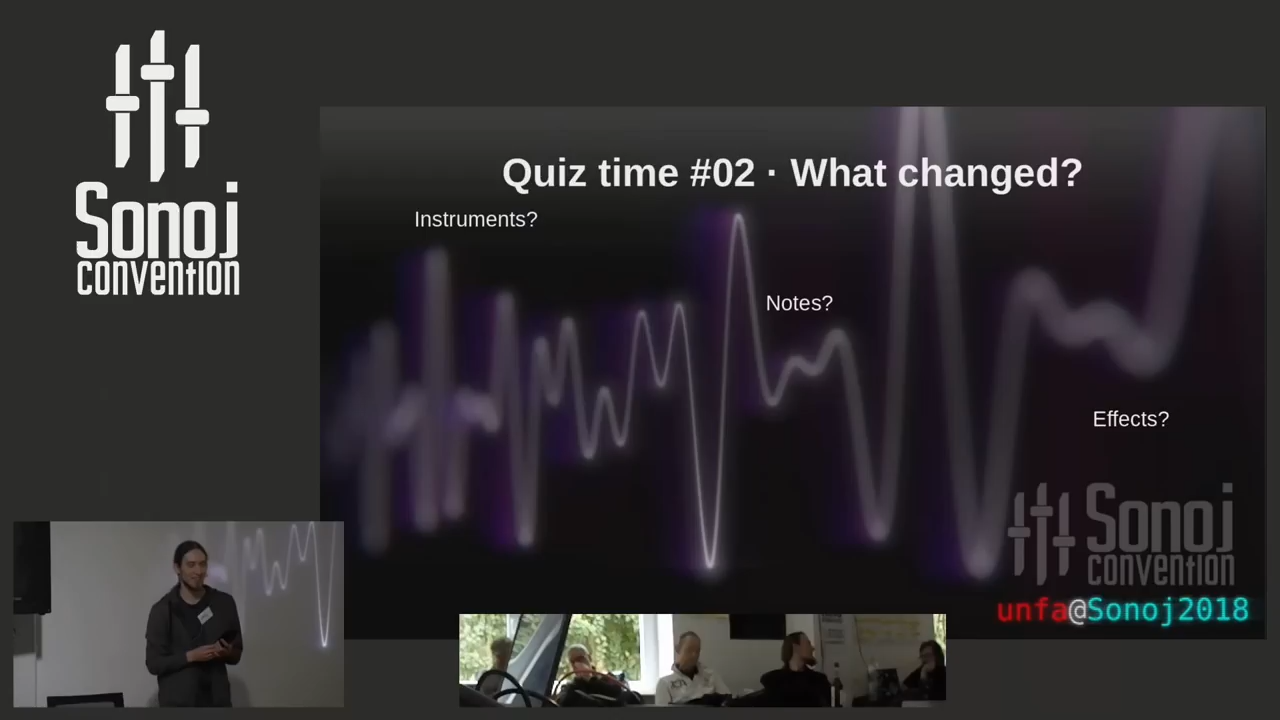 Sonoj
convention
Quiz time #02 · What changed?
Instruments?
Notes?
Effects?
Sonoj
convention
unfa@Sonoj2018